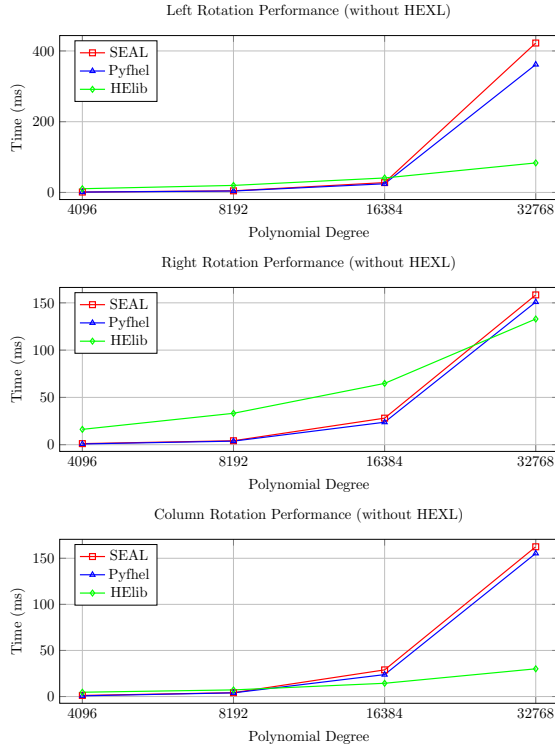 Left Rotation Performance (without HEXL)
SEAL
Pyfhel
HElib
400
200
0
Time (ms)
4096
8192
16384
32768
Polynomial Degree
Right Rotation Performance (without HEXL)
SEAL
Pyfhel
HElib
150
100
50
0
Time (ms)
4096
8192
16384
32768
Polynomial Degree
Column Rotation Performance (without HEXL)
SEAL
Pyfhel
HElib
150
100
50
0
Time (ms)
4096
8192
16384
32768
Polynomial Degree